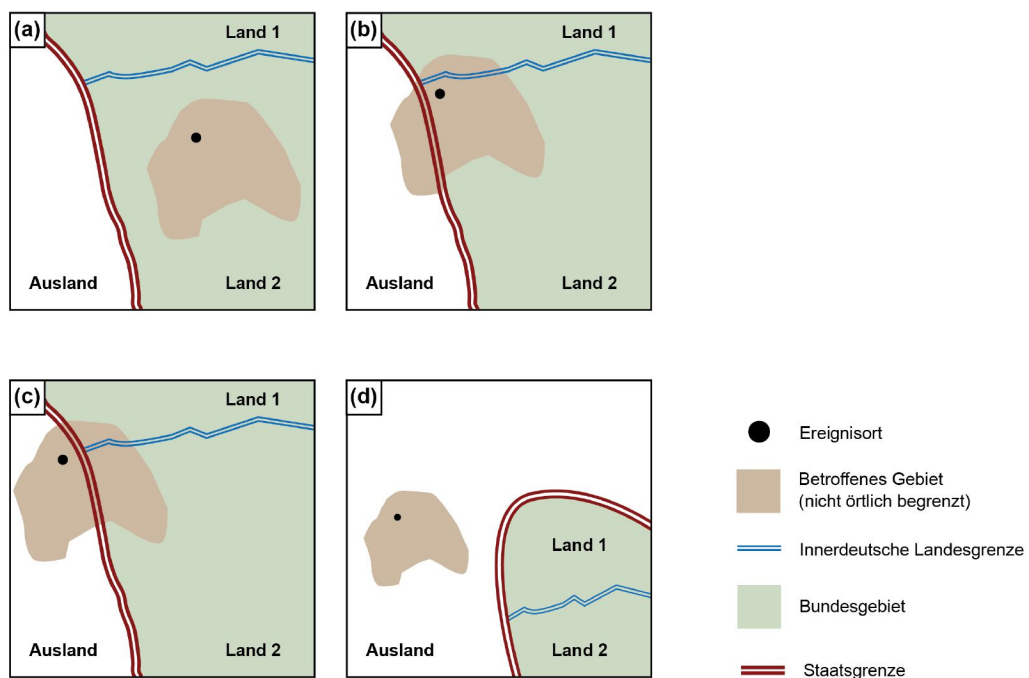 (a)
Land 1
Ausland
Land 2
(b)
Land 1
Ausland
Land 2
(c)
Land 1
Ausland
Land 2
(d)
Land 1
Ausland
Land 2
Ereignisort
Betroffenes Gebiet
(nicht örtlich begrenzt)
Innerdeutsche Landesgrenze
Bundesgebiet
Staatsgrenze